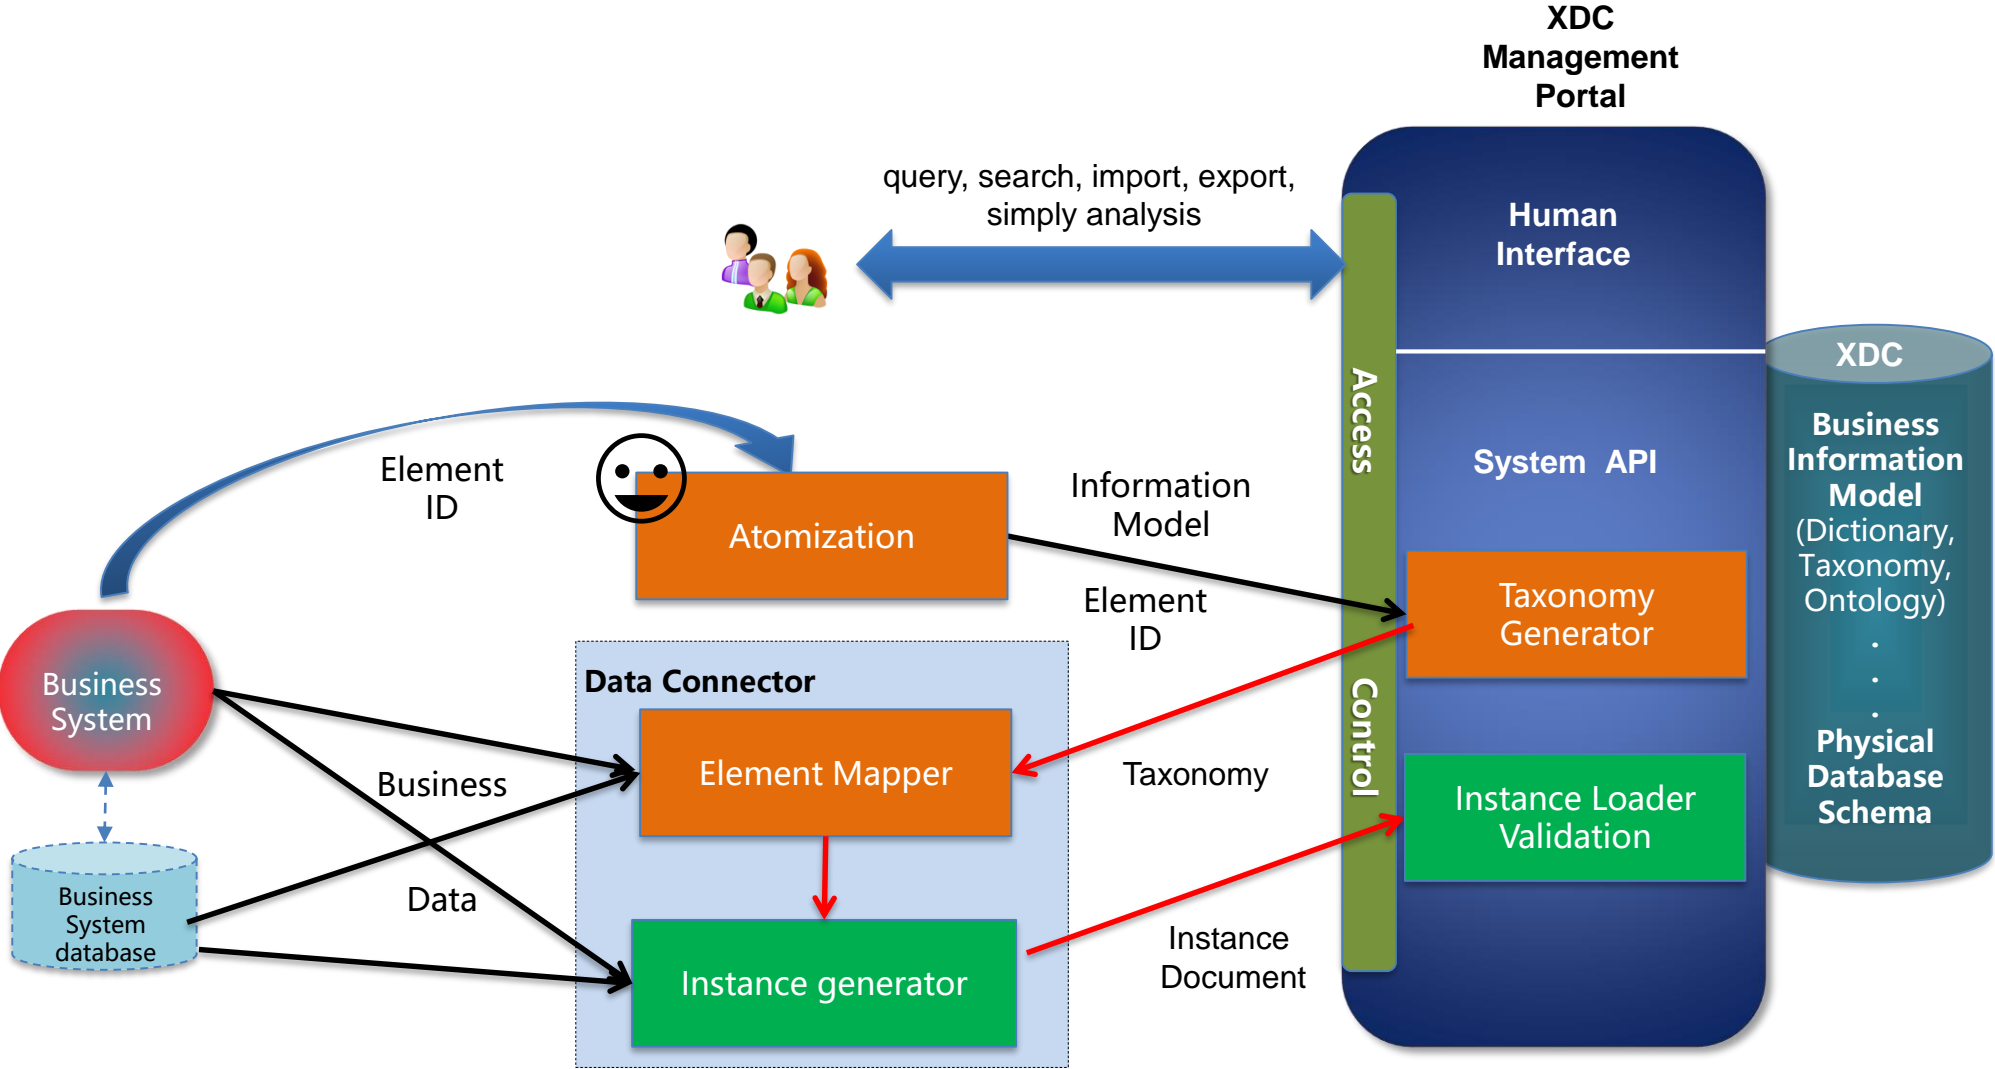 XDC
Management
Portal
query, search, import, export,
simply analysis
Human
Interface
XDC
Access
Control
System API
Business
Information
Model
(Dictionary,
Taxonomy,
Ontology)
.
.
.
Physical
Database
Schema
Element
ID
Atomization
Information
Model
Element
ID
Taxonomy
Generator
Business
System
Data Connector
Element Mapper
Business
Data
Taxonomy
Instance Loader
Validation
Business
System
database
Instance generator
Instance
Document